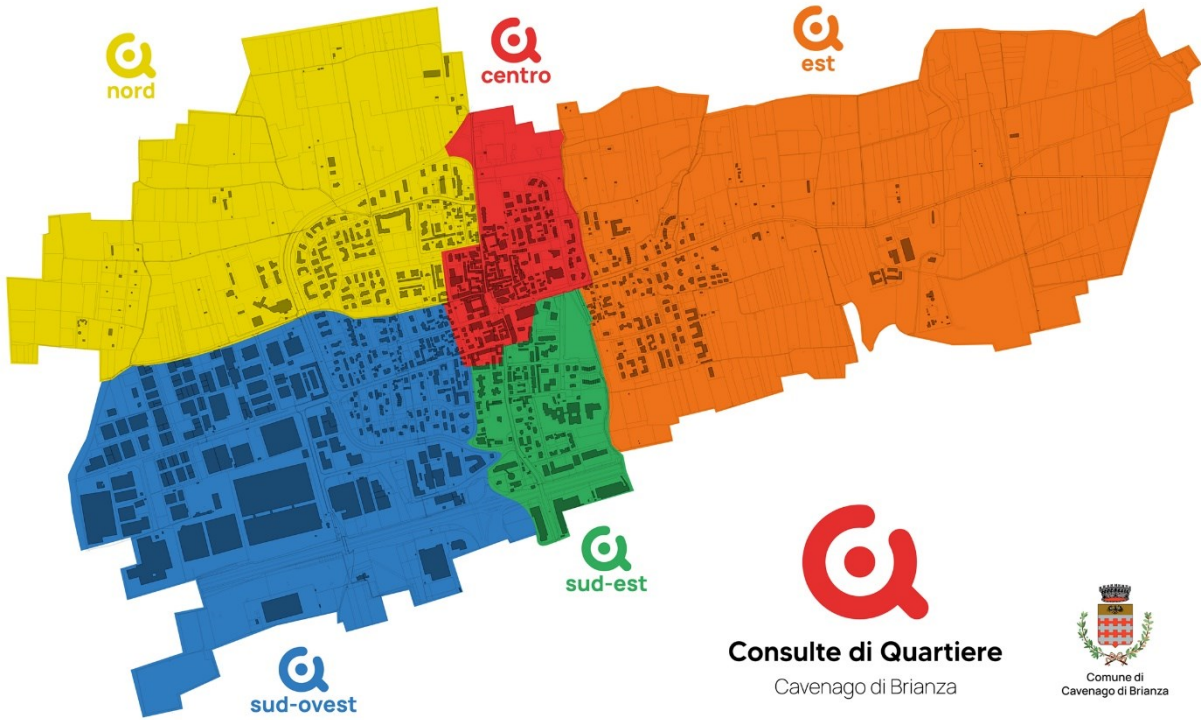 nord
centro
est
sud-est
sud-ovest
Consulte di Quartiere
Cavenago di Brianza
Comune di
Cavenago di Brianza